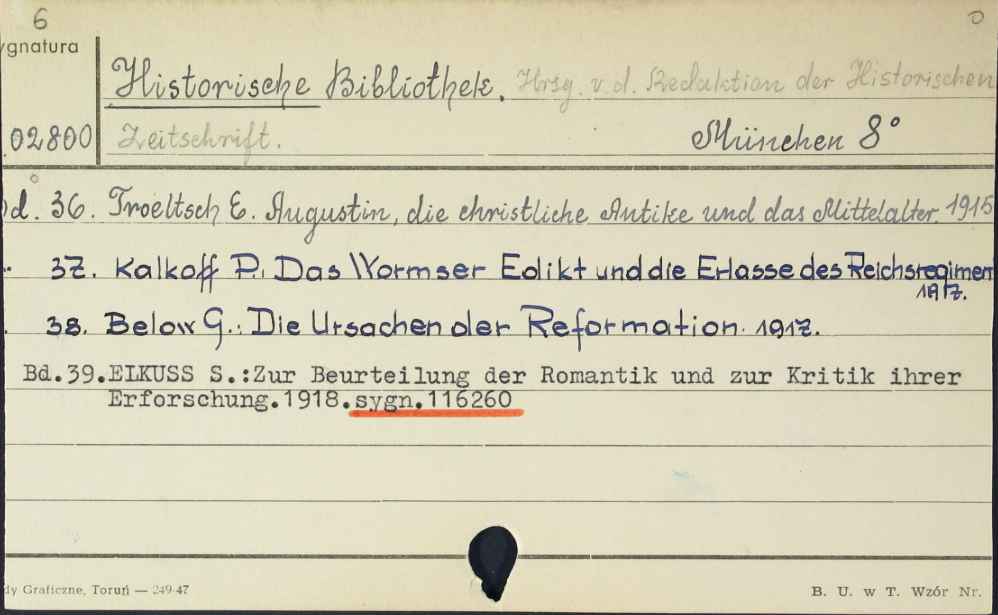 6
ygnatura
Historische Bibliothek. Hrsg. v. d. Redaktion der Historischen
.02800 Zeitschrift. München 8°
d. 36. Troeltsch E. Augustin, die christliche Antike und das Mittelalter. 1915
37. Kalkoff P.: Das Wormser Edikt und die Erlasse des Reichsregiment
1917.
38. Below G.: Die Ursachen der Reformation. 1917.
Bd.39.ELKUSS S.:Zur Beurteilung der Romantik und zur Kritik ihrer
Erforschung.1918.sygn.116260
dy Graficzne, Toruń — 249-47 B. U. w T. Wzór Nr.